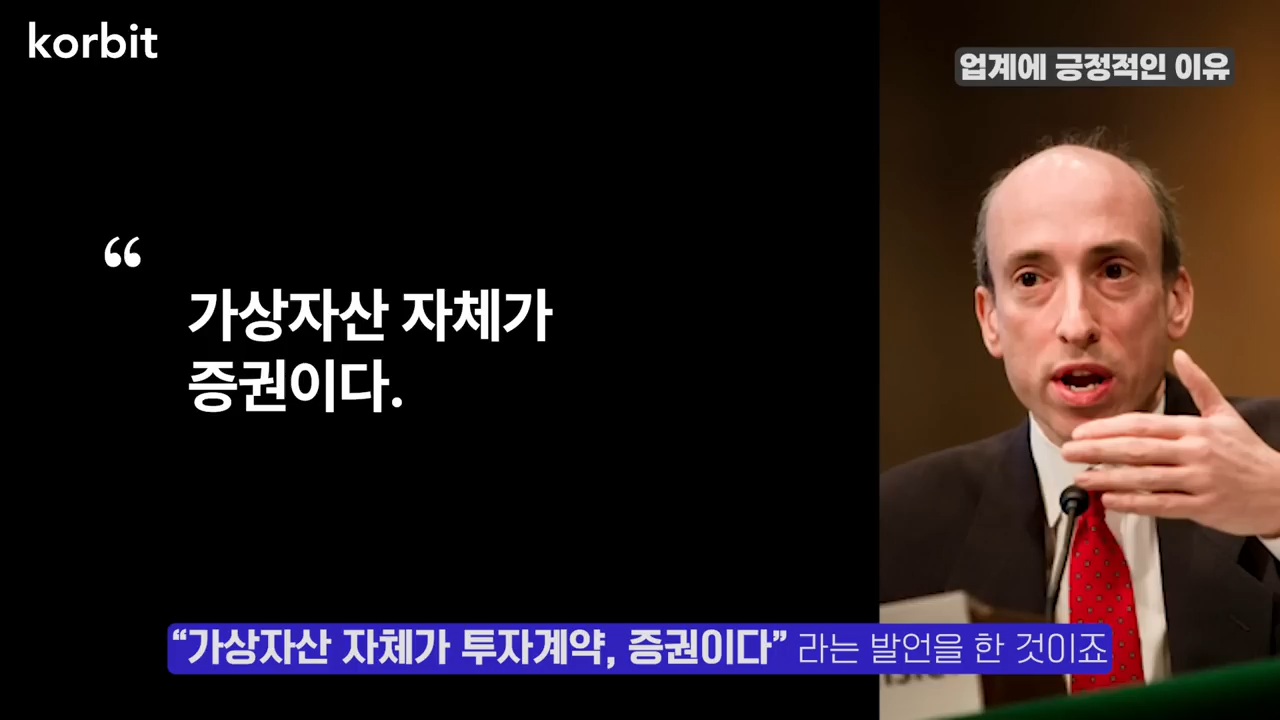 korbit
업계에 긍정적인 이유
“
가상자산 자체가
증권이다.
“가상자산 자체가 투자계약, 증권이다” 라는 발언을 한 것이죠